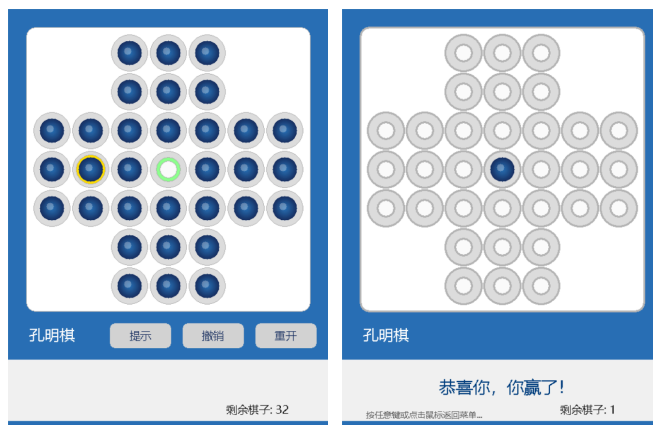 孔明棋
提示
撤销
重开
剩余棋子: 32
孔明棋
恭喜你，你赢了!
按任意键或点击鼠标返回菜单...
剩余棋子: 1